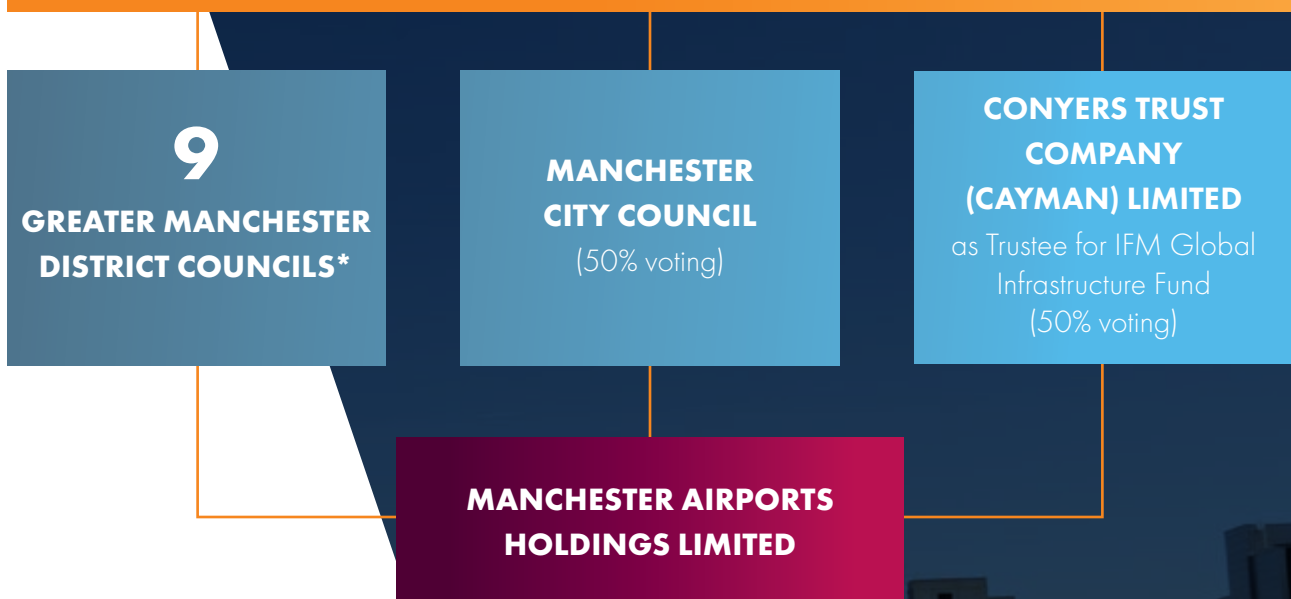 9
GREATER MANCHESTER
DISTRICT COUNCILS*
MANCHESTER
CITY COUNCIL
(50% voting)
CONYERS TRUST
COMPANY
(CAYMAN) LIMITED
as Trustee for IFM Global
Infrastructure Fund
(50% voting)
MANCHESTER AIRPORTS
HOLDINGS LIMITED